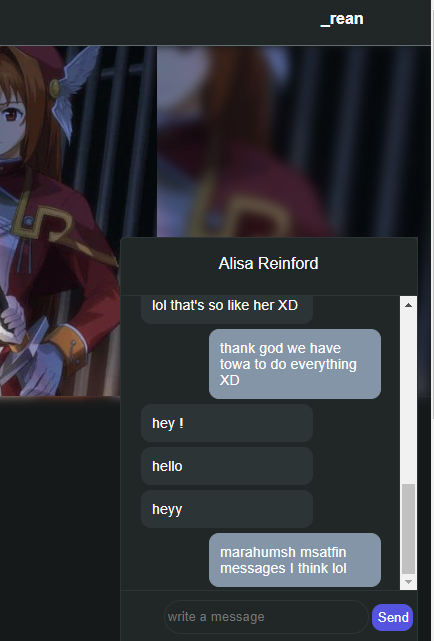 _rean
Alisa Reinford
lol that's so like her XD
thank god we have
towa to do everything
XD
hey !
hello
heyy
marahumsh msatfin
messages I think lol
write a message
Send